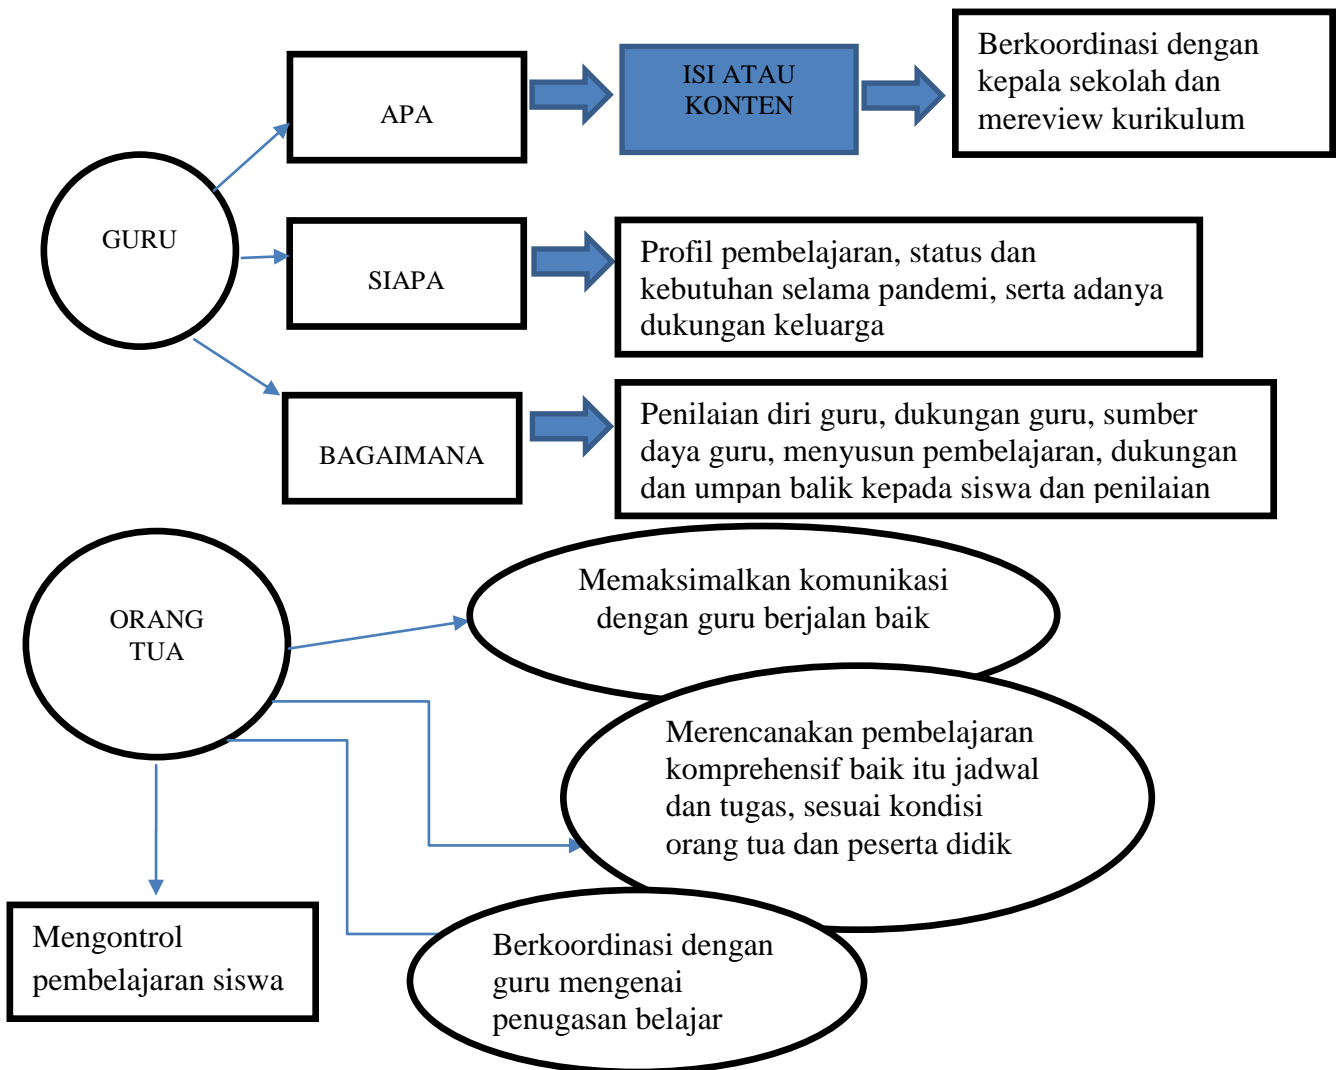 GURU
APA
ISI ATAU
KONTEN
Berkoordinasi dengan
kepala sekolah dan
mereview kurikulum
SIAPA
Profil pembelajaran, status dan
kebutuhan selama pandemi, serta adanya
dukungan keluarga
BAGAIMANA
Penilaian diri guru, dukungan guru, sumber
daya guru, menyusun pembelajaran, dukungan
dan umpan balik kepada siswa dan penilaian
ORANG
TUA
Memaksimalkan komunikasi
dengan guru berjalan baik
Merencanakan pembelajaran
komprehensif baik itu jadwal
dan tugas, sesuai kondisi
orang tua dan peserta didik
Berkoordinasi dengan
guru mengenai
penugasan belajar
Mengontrol
pembelajaran siswa